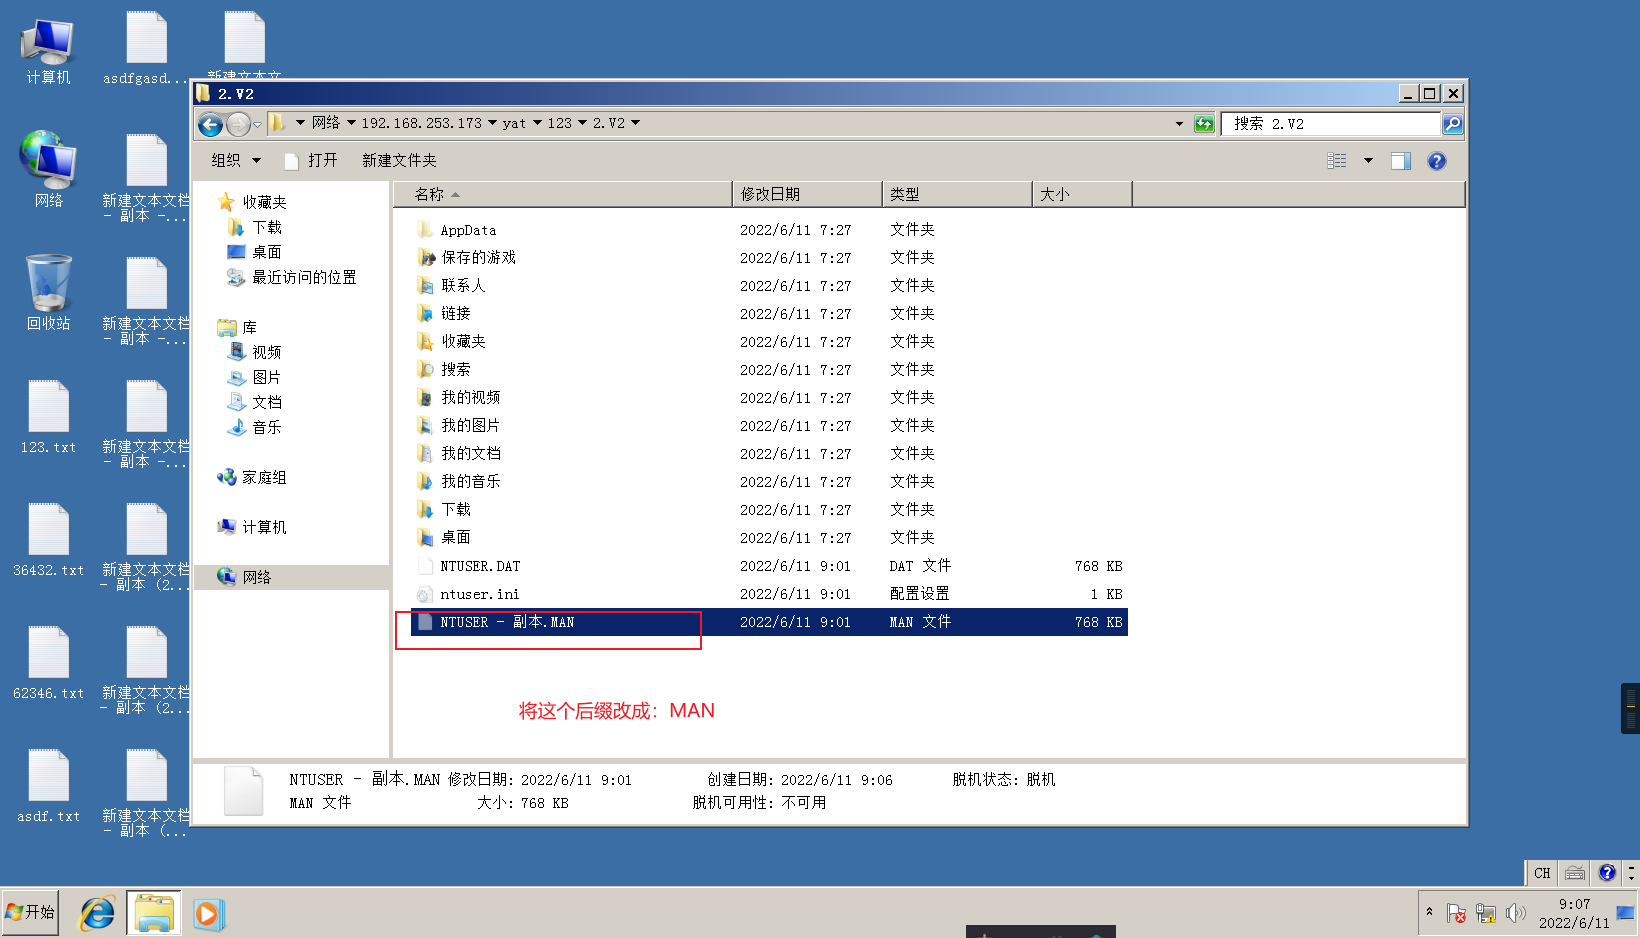 计算机
asdfgasd...
新建文本文
网络
新建文本文档
- 副本 -...
回收站
新建文本文档
- 副本 -...
123.txt
新建文本文档
- 副本 -...
36432.txt
新建文本文档
- 副本 (2...
62346.txt
新建文本文档
- 副本 (2...
asdf.txt
新建文本文档
- 副本 (...
2.V2
网络 192.168.253.173 yat 123 2.V2
搜索 2.V2
组织 打开 新建文件夹
收藏夹
下载
桌面
最近访问的位置
库
视频
图片
文档
音乐
家庭组
计算机
网络
名称 修改日期 类型 大小
AppData 2022/6/11 7:27 文件夹
保存的游戏 2022/6/11 7:27 文件夹
联系人 2022/6/11 7:27 文件夹
链接 2022/6/11 7:27 文件夹
收藏夹 2022/6/11 7:27 文件夹
搜索 2022/6/11 7:27 文件夹
我的视频 2022/6/11 7:27 文件夹
我的图片 2022/6/11 7:27 文件夹
我的文档 2022/6/11 7:27 文件夹
我的音乐 2022/6/11 7:27 文件夹
下载 2022/6/11 7:27 文件夹
桌面 2022/6/11 7:27 文件夹
NTUSER.DAT 2022/6/11 9:01 DAT 文件 768 KB
ntuser.ini 2022/6/11 9:01 配置设置 1 KB
NTUSER - 副本.MAN 2022/6/11 9:01 MAN 文件 768 KB
将这个后缀改成：MAN
NTUSER - 副本.MAN 修改日期: 2022/6/11 9:01 创建日期: 2022/6/11 9:06 脱机状态: 脱机
MAN 文件 大小: 768 KB 脱机可用性: 不可用
CH
开始
9:07
2022/6/11